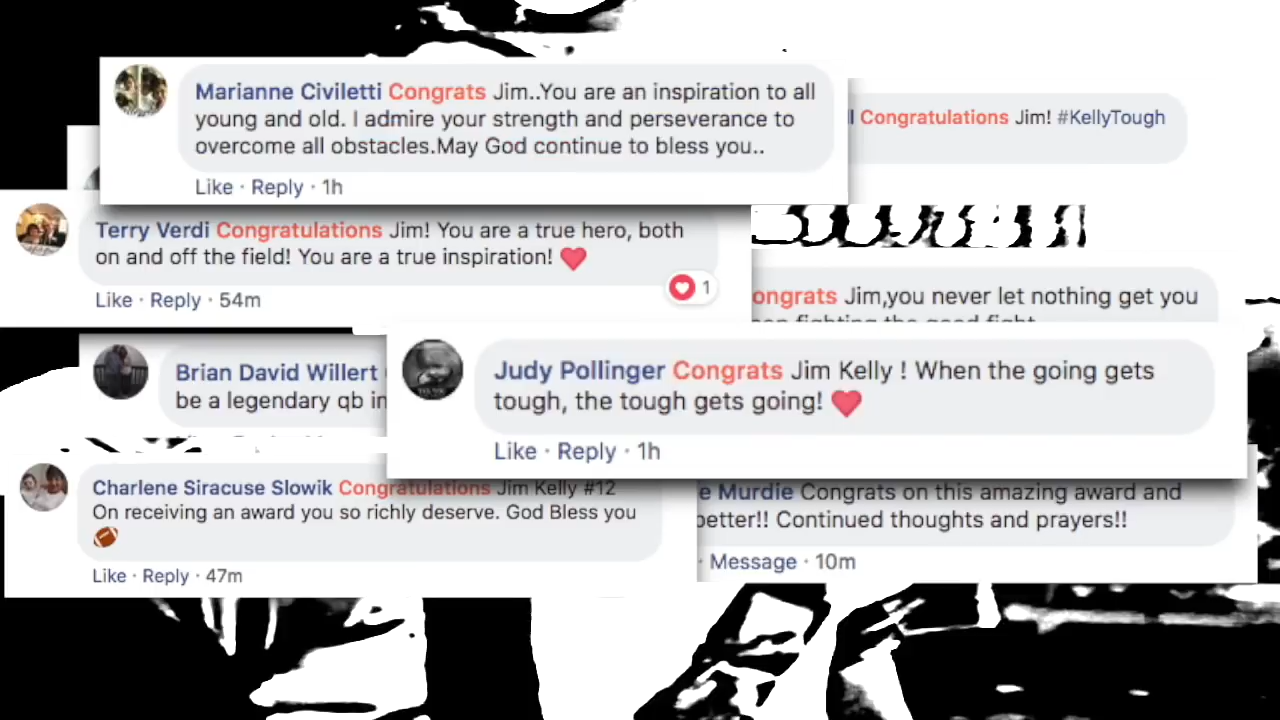 Marianne Civiletti Congrats Jim..You are an inspiration to all
young and old. I admire your strength and perseverance to
overcome all obstacles.May God continue to bless you..
Like · Reply · 1h
Congratulations Jim! #KellyTough
Terry Verdi Congratulations Jim! You are a true hero, both
on and off the field! You are a true inspiration! ❤
1
Like · Reply · 54m
ongrats Jim,you never let nothing get you
fighting the good fight
Brian David Willert
be a legendary qb in
Judy Pollinger Congrats Jim Kelly ! When the going gets
tough, the tough gets going! ❤
Like · Reply · 1h
Charlene Siracuse Slowik Congratulations Jim Kelly #12
On receiving an award you so richly deserve. God Bless you
🏈
Like · Reply · 47m
e Murdie Congrats on this amazing award and
better!! Continued thoughts and prayers!!
· Message · 10m